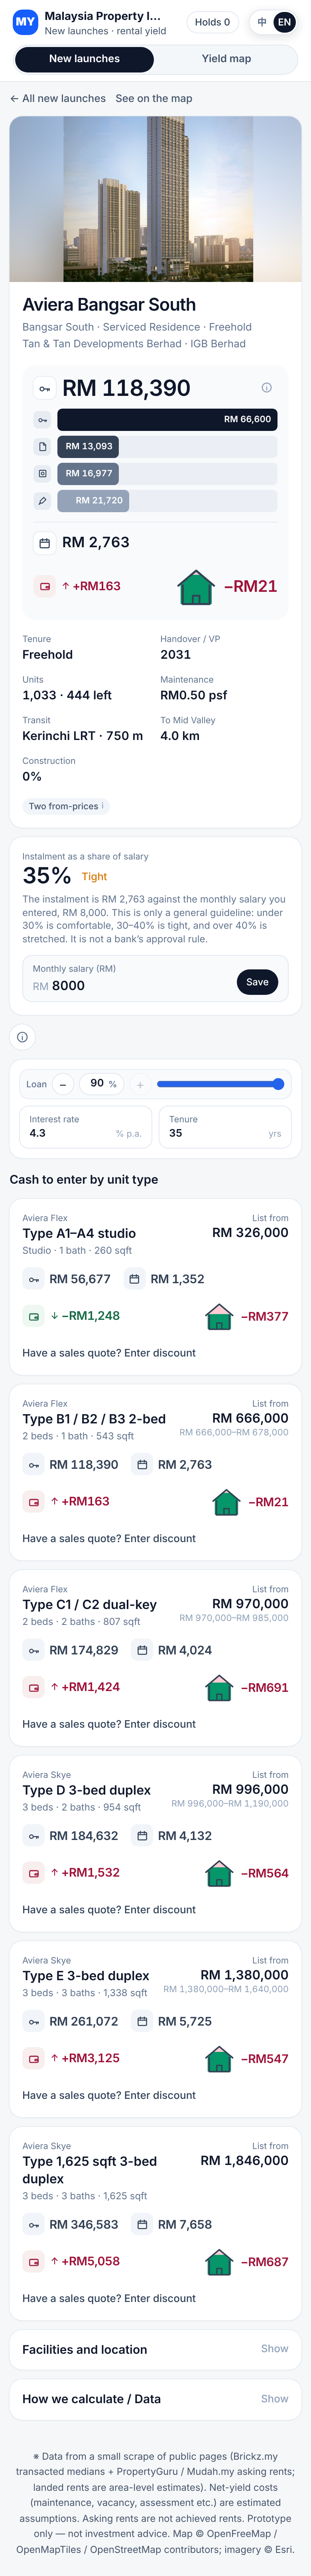 MY
Malaysia Property I...
New launches · rental yield
Holds 0
中
EN
New launches
Yield map
← All new launches
See on the map
Aviera Bangsar South
Bangsar South · Serviced Residence · Freehold
Tan & Tan Developments Berhad · IGB Berhad
RM 118,390
RM 66,600
RM 13,093
RM 16,977
RM 21,720
RM 2,763
↑ +RM163
−RM21
Tenure
Freehold
Handover / VP
2031
Units
1,033 · 444 left
Maintenance
RM0.50 psf
Transit
Kerinchi LRT · 750 m
To Mid Valley
4.0 km
Construction
0%
Two from-prices i
Instalment as a share of salary
35% Tight
The instalment is RM 2,763 against the monthly salary you
entered, RM 8,000. This is only a general guideline: under
30% is comfortable, 30–40% is tight, and over 40% is
stretched. It is not a bank's approval rule.
Monthly salary (RM)
RM 8000
Save
Loan
−
90 %
+
Interest rate
4.3 % p.a.
Tenure
35 yrs
Cash to enter by unit type
Aviera Flex
List from
Type A1–A4 studio
RM 326,000
Studio · 1 bath · 260 sqft
RM 56,677
RM 1,352
↓ −RM1,248
−RM377
Have a sales quote? Enter discount
Aviera Flex
List from
Type B1 / B2 / B3 2-bed
RM 666,000
2 beds · 1 bath · 543 sqft
RM 666,000–RM 678,000
RM 118,390
RM 2,763
↑ +RM163
−RM21
Have a sales quote? Enter discount
Aviera Flex
List from
Type C1 / C2 dual-key
RM 970,000
2 beds · 2 baths · 807 sqft
RM 970,000–RM 985,000
RM 174,829
RM 4,024
↑ +RM1,424
−RM691
Have a sales quote? Enter discount
Aviera Skye
List from
Type D 3-bed duplex
RM 996,000
3 beds · 2 baths · 954 sqft
RM 996,000–RM 1,190,000
RM 184,632
RM 4,132
↑ +RM1,532
−RM564
Have a sales quote? Enter discount
Aviera Skye
List from
Type E 3-bed duplex
RM 1,380,000
3 beds · 3 baths · 1,338 sqft
RM 1,380,000–RM 1,640,000
RM 261,072
RM 5,725
↑ +RM3,125
−RM547
Have a sales quote? Enter discount
Aviera Skye
List from
Type 1,625 sqft 3-bed
duplex
RM 1,846,000
3 beds · 3 baths · 1,625 sqft
RM 346,583
RM 7,658
↑ +RM5,058
−RM687
Have a sales quote? Enter discount
Facilities and location
Show
How we calculate / Data
Show
※ Data from a small scrape of public pages (Brickz.my
transacted medians + PropertyGuru / Mudah.my asking rents;
landed rents are area-level estimates). Net-yield costs
(maintenance, vacancy, assessment etc.) are estimated
assumptions. Asking rents are not achieved rents. Prototype
only — not investment advice. Map © OpenFreeMap /
OpenMapTiles / OpenStreetMap contributors; imagery © Esri.